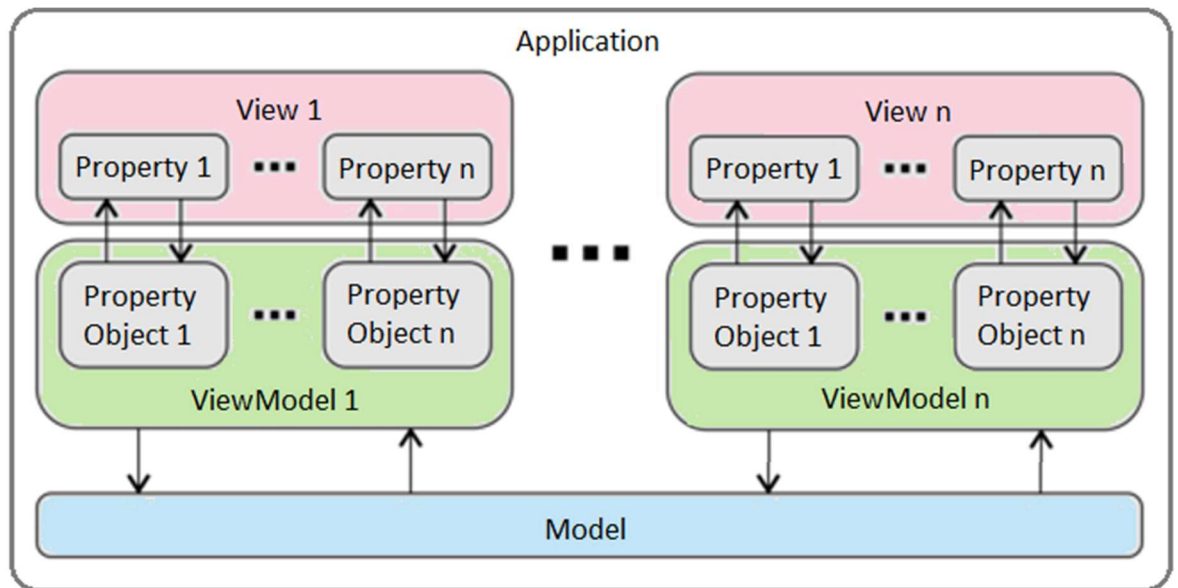 Application
View 1
Property 1
Property n
Property
Object 1
Property
Object n
ViewModel 1
View n
Property 1
Property n
Property
Object 1
Property
Object n
ViewModel n
Model